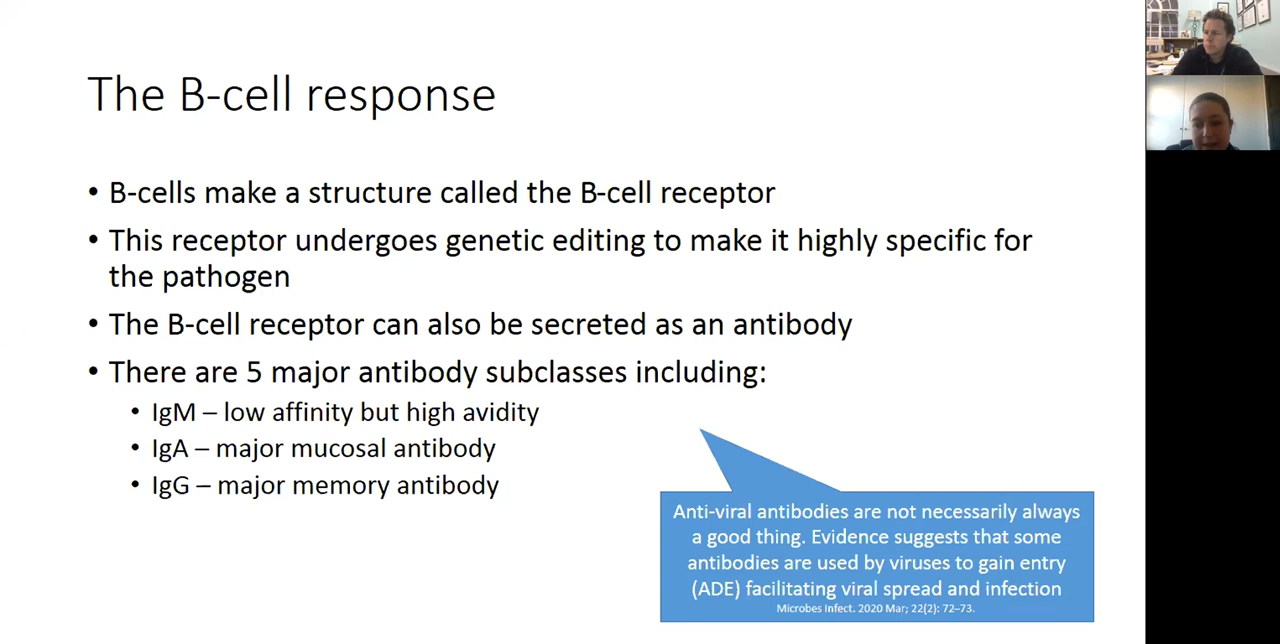 The B-cell response
• B-cells make a structure called the B-cell receptor
• This receptor undergoes genetic editing to make it highly specific for
the pathogen
• The B-cell receptor can also be secreted as an antibody
• There are 5 major antibody subclasses including:
• IgM – low affinity but high avidity
• IgA – major mucosal antibody
• IgG – major memory antibody
Anti-viral antibodies are not necessarily always
a good thing. Evidence suggests that some
antibodies are used by viruses to gain entry
(ADE) facilitating viral spread and infection
Microbes Infect. 2020 Mar; 22(2): 72–73.